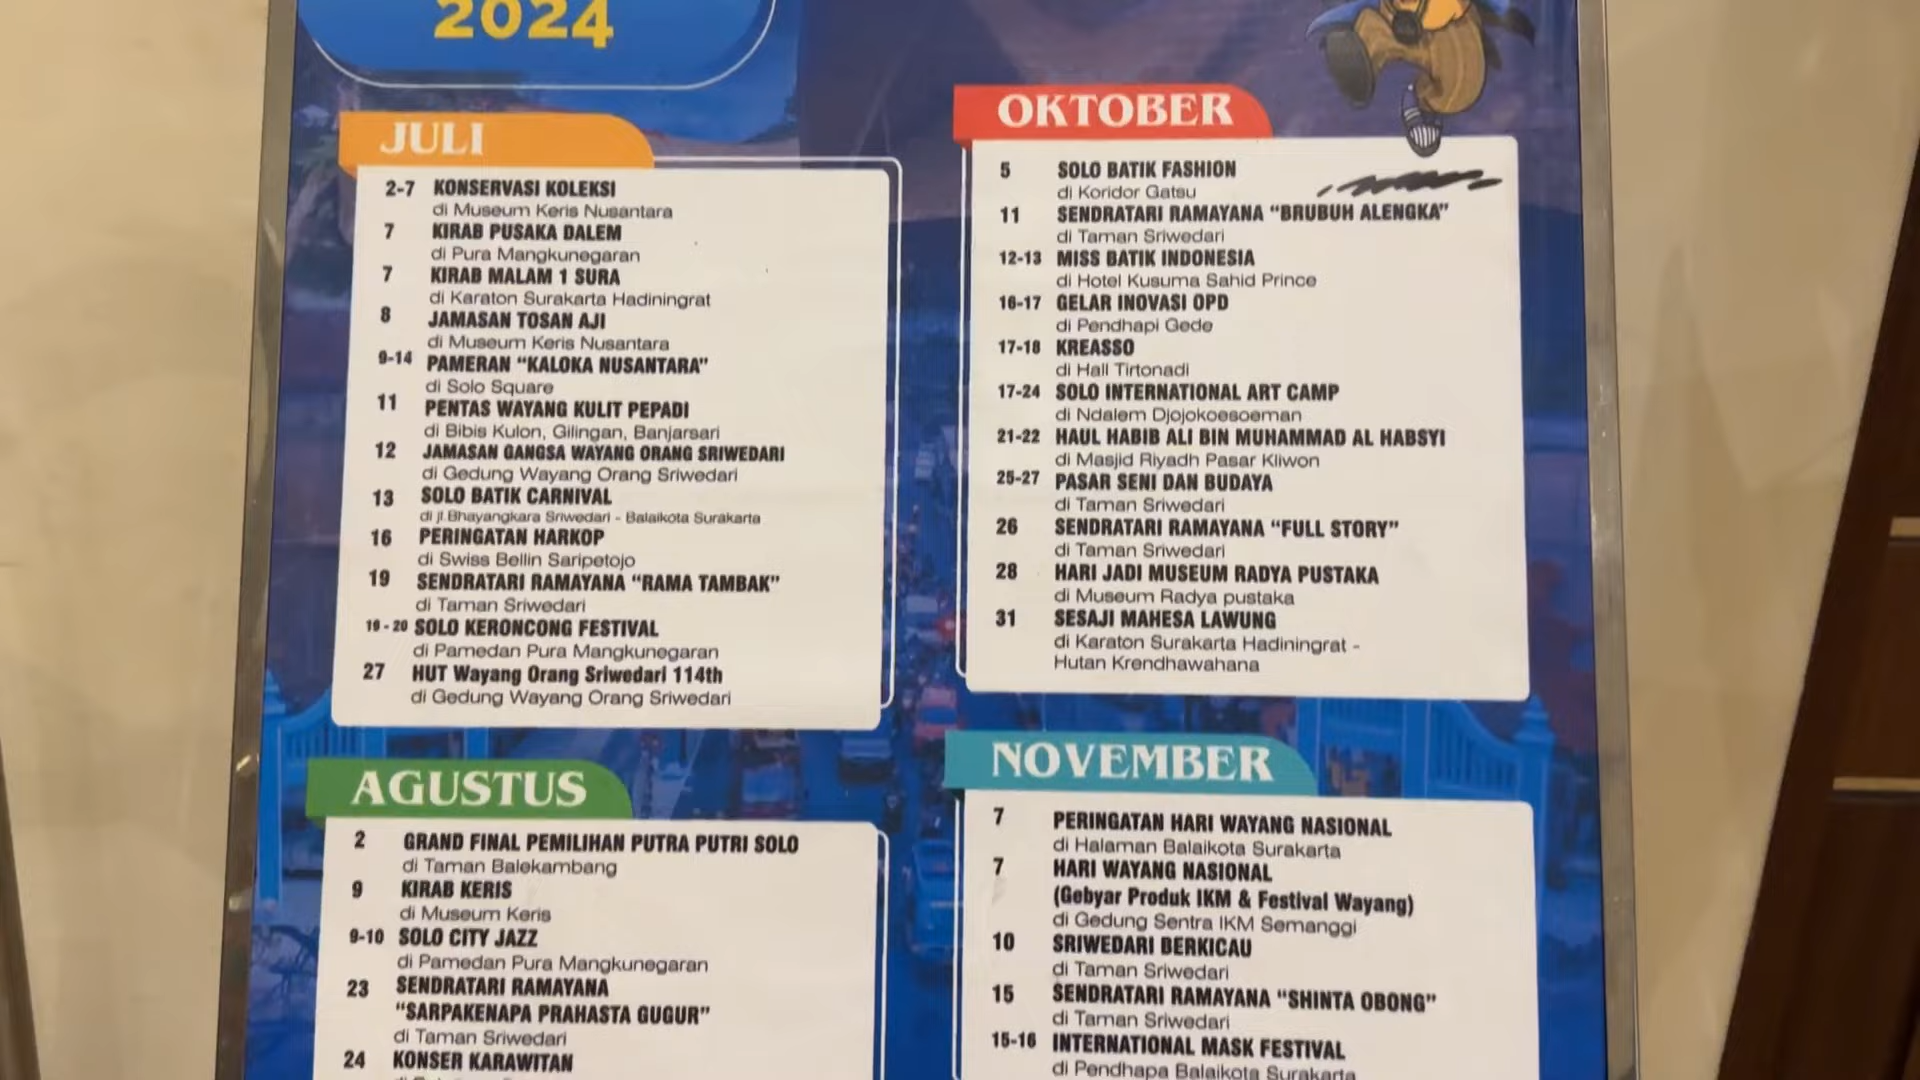 2024
JULI
2-7 KONSERVASI KOLEKSI
di Museum Keris Nusantara
7 KIRAB PUSAKA DALEM
di Pura Mangkunegaran
7 KIRAB MALAM 1 SURA
di Karaton Surakarta Hadiningrat
8 JAMASAN TOSAN AJI
di Museum Keris Nusantara
9-14 PAMERAN “KALOKA NUSANTARA”
di Solo Square
11 PENTAS WAYANG KULIT PEPADI
di Bibis Kulon, Gilingan, Banjarsari
12 JAMASAN GANGSA WAYANG ORANG SRIWEDARI
di Gedung Wayang Orang Sriwedari
13 SOLO BATIK CARNIVAL
di jl.Bhayangkara Sriwedari - Balaikota Surakarta
16 PERINGATAN HARKOP
di Swiss Bellin Saripetojo
19 SENDRATARI RAMAYANA “RAMA TAMBAK”
di Taman Sriwedari
19 - 20 SOLO KERONCONG FESTIVAL
di Pamedan Pura Mangkunegaran
27 HUT Wayang Orang Sriwedari 114th
di Gedung Wayang Orang Sriwedari
AGUSTUS
2 GRAND FINAL PEMILIHAN PUTRA PUTRI SOLO
di Taman Balekambang
9 KIRAB KERIS
di Museum Keris
9-10 SOLO CITY JAZZ
di Pamedan Pura Mangkunegaran
23 SENDRATARI RAMAYANA
“SARPAKENAPA PRAHASTA GUGUR”
di Taman Sriwedari
24 KONSER KARAWITAN
OKTOBER
5 SOLO BATIK FASHION
di Koridor Gatsu
11 SENDRATARI RAMAYANA “BRUBUH ALENGKA”
di Taman Sriwedari
12-13 MISS BATIK INDONESIA
di Hotel Kusuma Sahid Prince
16-17 GELAR INOVASI OPD
di Pendhapi Gede
17-18 KREASSO
di Hall Tirtonadi
17-24 SOLO INTERNATIONAL ART CAMP
di Ndalem Djojokoesoeman
21-22 HAUL HABIB ALI BIN MUHAMMAD AL HABSYI
di Masjid Riyadh Pasar Kliwon
25-27 PASAR SENI DAN BUDAYA
di Taman Sriwedari
26 SENDRATARI RAMAYANA “FULL STORY”
di Taman Sriwedari
28 HARI JADI MUSEUM RADYA PUSTAKA
di Museum Radya pustaka
31 SESAJI MAHESA LAWUNG
di Karaton Surakarta Hadiningrat -
Hutan Krendhawahana
NOVEMBER
7 PERINGATAN HARI WAYANG NASIONAL
di Halaman Balaikota Surakarta
7 HARI WAYANG NASIONAL
(Gebyar Produk IKM & Festival Wayang)
di Gedung Sentra IKM Semanggi
10 SRIWEDARI BERKICAU
di Taman Sriwedari
15 SENDRATARI RAMAYANA “SHINTA OBONG”
di Taman Sriwedari
15-16 INTERNATIONAL MASK FESTIVAL
di Pendhapa Balaikota Surakarta